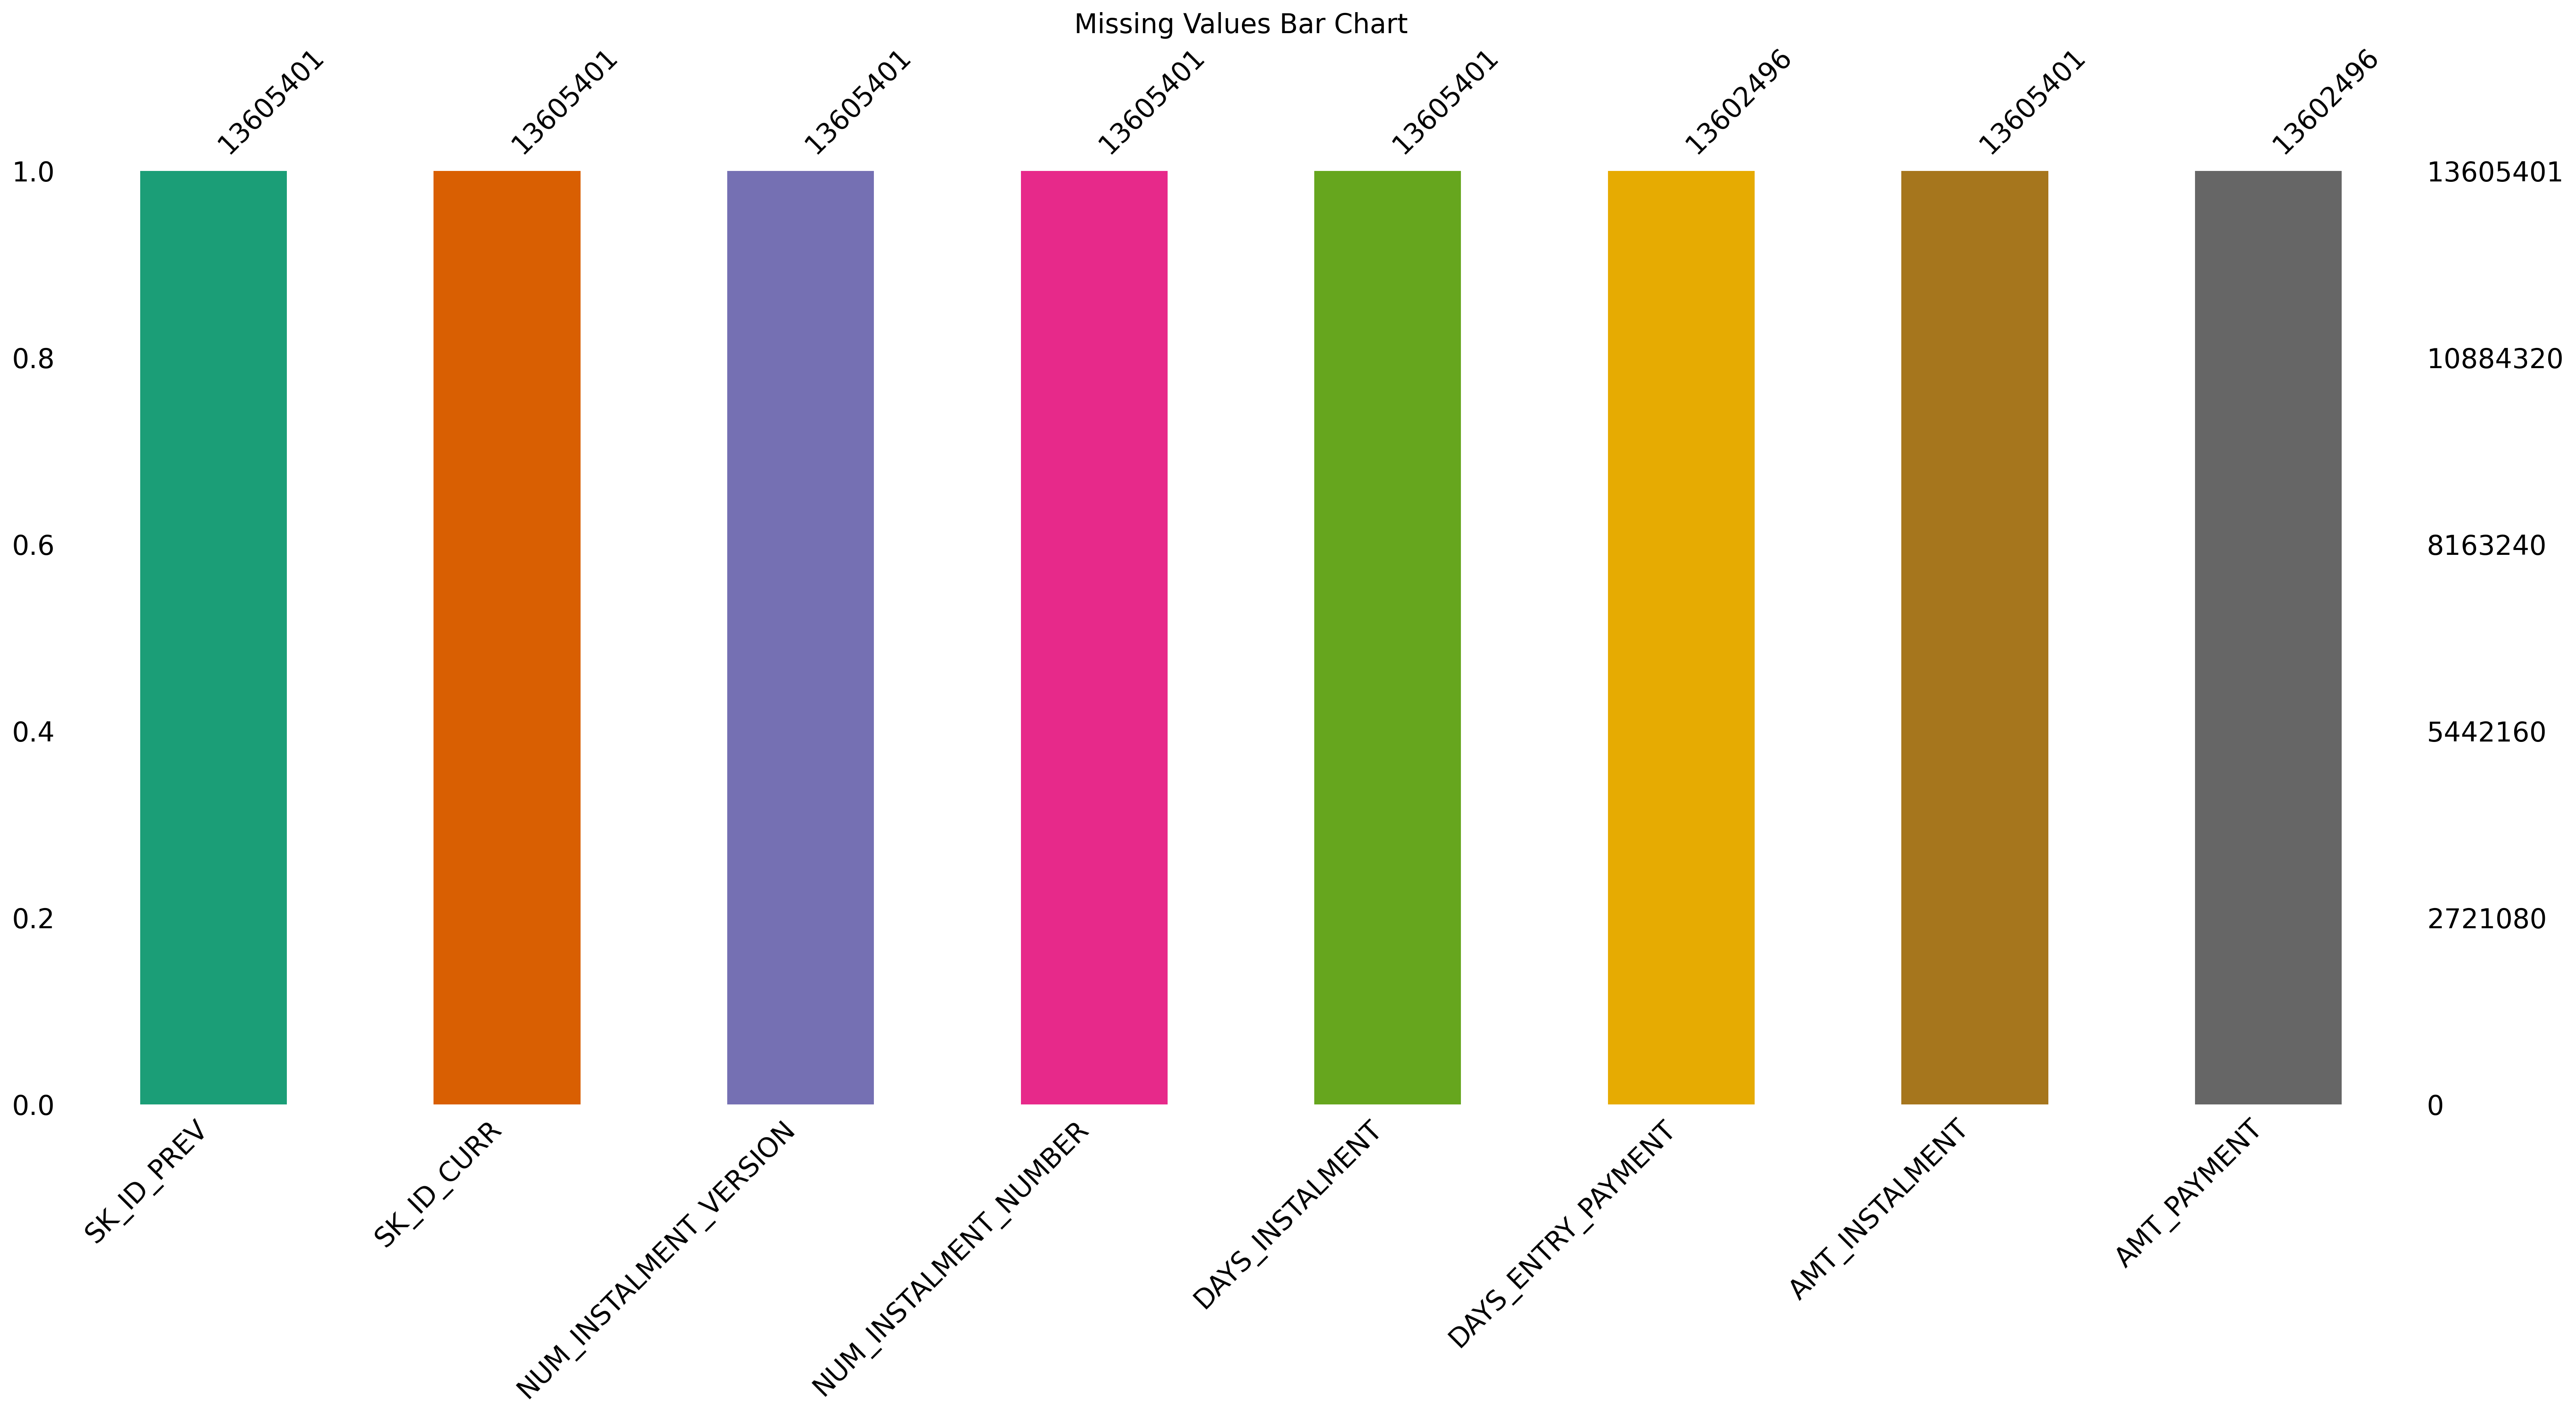 Missing Values Bar Chart
13605401 13605401 13605401 13605401 13605401 13602496 13605401 13602496
1.0 13605401
0.8 10884320
0.6 8163240
0.4 5442160
0.2 2721080
0.0 0
SK_ID_PREV SK_ID_CURR NUM_INSTALMENT_VERSION NUM_INSTALMENT_NUMBER DAYS_INSTALMENT DAYS_ENTRY_PAYMENT AMT_INSTALMENT AMT_PAYMENT